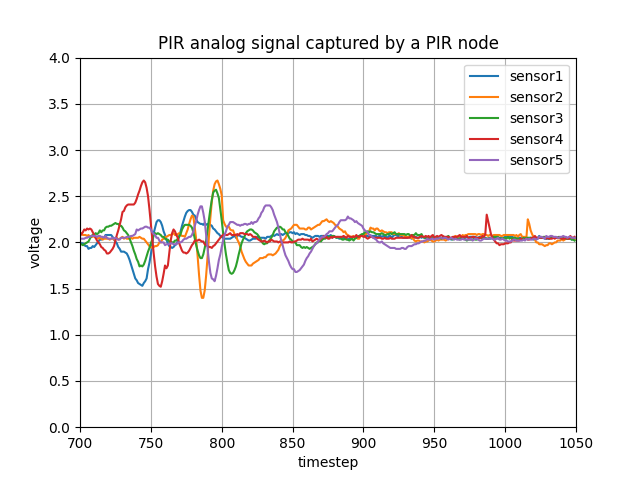 PIR analog signal captured by a PIR node
voltage
4.0
3.5
3.0
2.5
2.0
1.5
1.0
0.5
0.0
sensor1
sensor2
sensor3
sensor4
sensor5
700 750 800 850 900 950 1000 1050
timestep